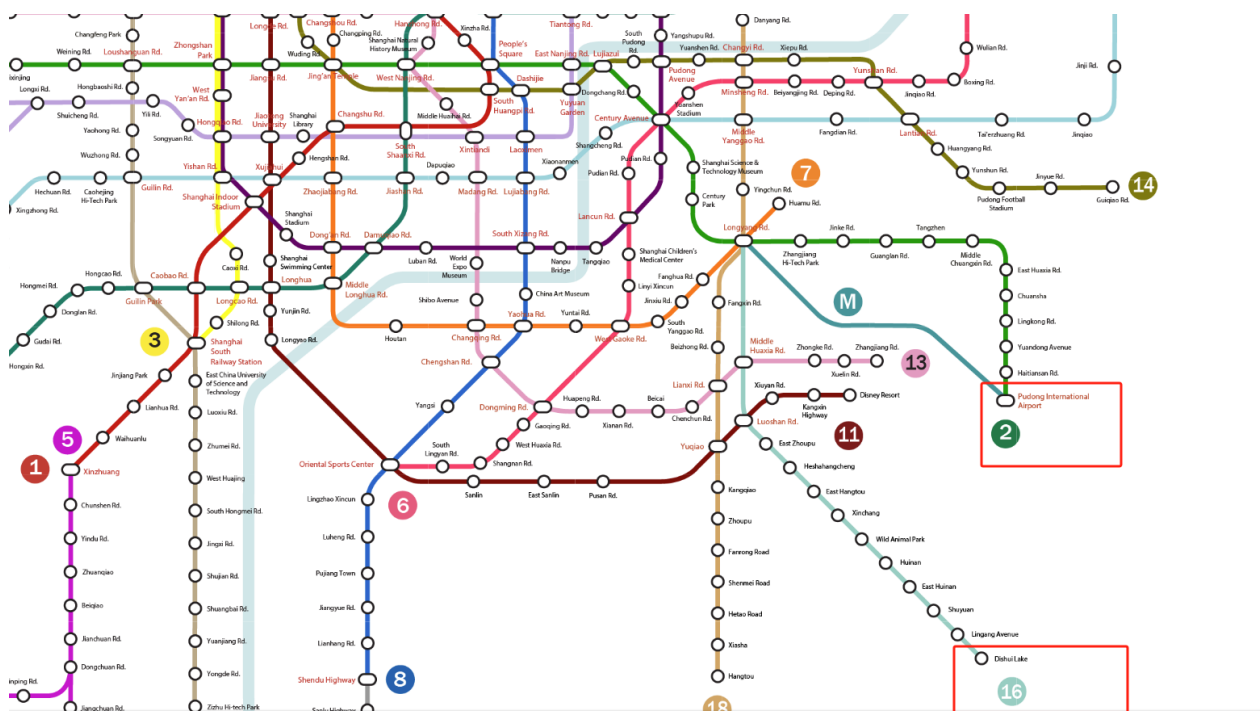 Changfeng Park
Weining Rd.
Loushanguan Rd.
Zhongshan
Park
Changping Rd.
Wuding Rd.
Shanghai Natural
History Museum
Xinzha Rd.
People's
Square
Tiantong Rd.
East Nanjing Rd.
Lujiazui
South
Pudong
Rd.
Yangshupu Rd.
Danyang Rd.
Yuanshen Rd.
Changyi Rd.
Xiepu Rd.
Wulian Rd.
Jinji Rd.
Longxi Rd.
Hongbaoshi Rd.
Jiangsu Rd.
Jing'an Temple
West Nanjing Rd.
Dashijie
Pudong
Avenue
Yunshan Rd.
Boxing Rd.
Shuicheng Rd.
Yili Rd.
West
Yan'an Rd.
Changshu Rd.
Middle Huaihai Rd.
South
Huangpi Rd.
Yuyuan
Garden
Dongchang Rd.
Yuanshen
Stadium
Minsheng Rd.
Beiyangjing Rd.
Deping Rd.
Jinqiao Rd.
Yaohong Rd.
Songyuan Rd.
Hongqiao Rd.
Jiaotong
University
Shanghai
Library
Century Avenue
Middle
Yanggao Rd.
Fangdian Rd.
Lantian Rd.
Tai'erzhuang Rd.
Jinqiao
Wuzhong Rd.
Yishan Rd.
Xujiahui
Hengshan Rd.
South
Shaanxi Rd.
Dapuqiao
Xintiandi
Laoximen
Xiaonanmen
Shangcheng Rd.
Pudian Rd.
Pudian Rd.
Shanghai Science &
Technology Museum
Huangyang Rd.
Hechuan Rd.
Caohejing
Hi-Tech Park
Guilin Rd.
Zhaojiabang Rd.
Jiashan Rd.
Madang Rd.
Lujiabang Rd.
Century
Park
Yingchun Rd.
7
Huamu Rd.
Yunshun Rd.
Jinyue Rd.
14
Pudong Football
Stadium
Guiqiao Rd.
Xingzhong Rd.
Shanghai Indoor
Stadium
Shanghai
Stadium
Dong'an Rd.
Damuqiao Rd.
South Xizang Rd.
Lancun Rd.
Longyang Rd.
Jinke Rd.
Tangzhen
Luban Rd.
World
Expo
Museum
Nanpu
Bridge
Tangqiao
Shanghai Children's
Medical Center
Zhangjiang
Hi-Tech Park
Guanglan Rd.
Middle
Chuangxin Rd.
Caoxi Rd.
Shanghai
Swimming Center
East Huaxia Rd.
Hongcao Rd.
Caobao Rd.
Hongmei Rd.
Guilin Park
Longcao Rd.
Longhua
Middle
Longhua Rd.
Shibo Avenue
China Art Museum
Linyi Xincun
Fanghua Rd.
Jinxiu Rd.
Fangxin Rd.
M
Chuansha
Donglan Rd.
3
Shilong Rd.
Yunjin Rd.
Yaohua Rd.
Yuntai Rd.
South
Yanggao Rd.
Lingkong Rd.
Gudai Rd.
Shanghai
South
Railway Station
Longyao Rd.
Houtan
Changqing Rd.
West Gaoke Rd.
Beizhong Rd.
Middle
Huaxia Rd.
Zhongke Rd.
Zhangjiang Rd.
13
Yuandong Avenue
Hongxin Rd.
Jinjiang Park
East China University
of Science and
Technology
Chengshan Rd.
Xuelin Rd.
Haitiansan Rd.
Lianxi Rd.
Xiuyan Rd.
Disney Resort
Pudong International
Airport
Lianhua Rd.
Luoxiu Rd.
Yangsi
Dongming Rd.
Huapeng Rd.
Beicai
Kangxin
Highway
2
Waihuanlu
5
Zhumei Rd.
Gaoqing Rd.
Xianan Rd.
Chenchun Rd.
Luoshan Rd.
11
1
Xinzhuang
Oriental Sports Center
South
Lingyan Rd.
West Huaxia Rd.
Yuqiao
East Zhoupu
West Huajing
Shangnan Rd.
Heshahangcheng
Chunshen Rd.
South Hongmei Rd.
Lingzhao Xincun
6
Sanlin
East Sanlin
Pusan Rd.
Kangqiao
East Hangtou
Yindu Rd.
Jingxi Rd.
Luheng Rd.
Zhoupu
Xinchang
Zhuanqiao
Shujian Rd.
Pujiang Town
Fanrong Road
Wild Animal Park
Beiqiao
Shuangbai Rd.
Jiangyue Rd.
Shenmei Road
Huinan
Jianchuan Rd.
Yuanjiang Rd.
Lianhang Rd.
Hetao Road
East Huinan
Dongchuan Rd.
Yongde Rd.
Shendu Highway
8
Xiasha
Shuyuan
Jiangchuan Rd.
Zizhu Hi-tech Park
Hangtou
Lingang Avenue
18
Dishui Lake
16